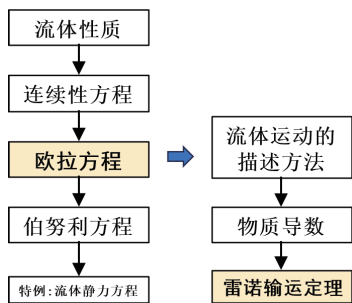 流体性质
连续性方程
欧拉方程
伯努利方程
特例:流体静力方程
流体运动的
描述方法
物质导数
雷诺输运定理